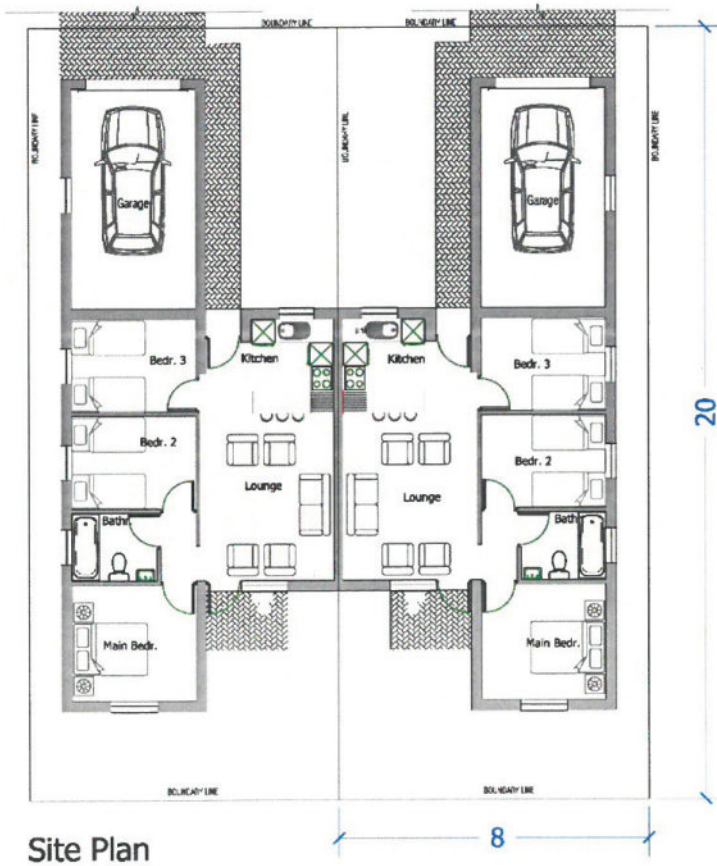 BOUNDARY LINE
BOUNDARY LINE
BOUNDARY LINE
BOUNDARY LINE
BOUNDARY LINE
Garage
Garage
Kitchen
Kitchen
Bedr. 3
Bedr. 3
Bedr. 2
Bedr. 2
Lounge
Lounge
Bathr.
Bath
Main Bedr.
Main Bedr.
20
BOUNDARY LINE
BOUNDARY LINE
8
Site Plan